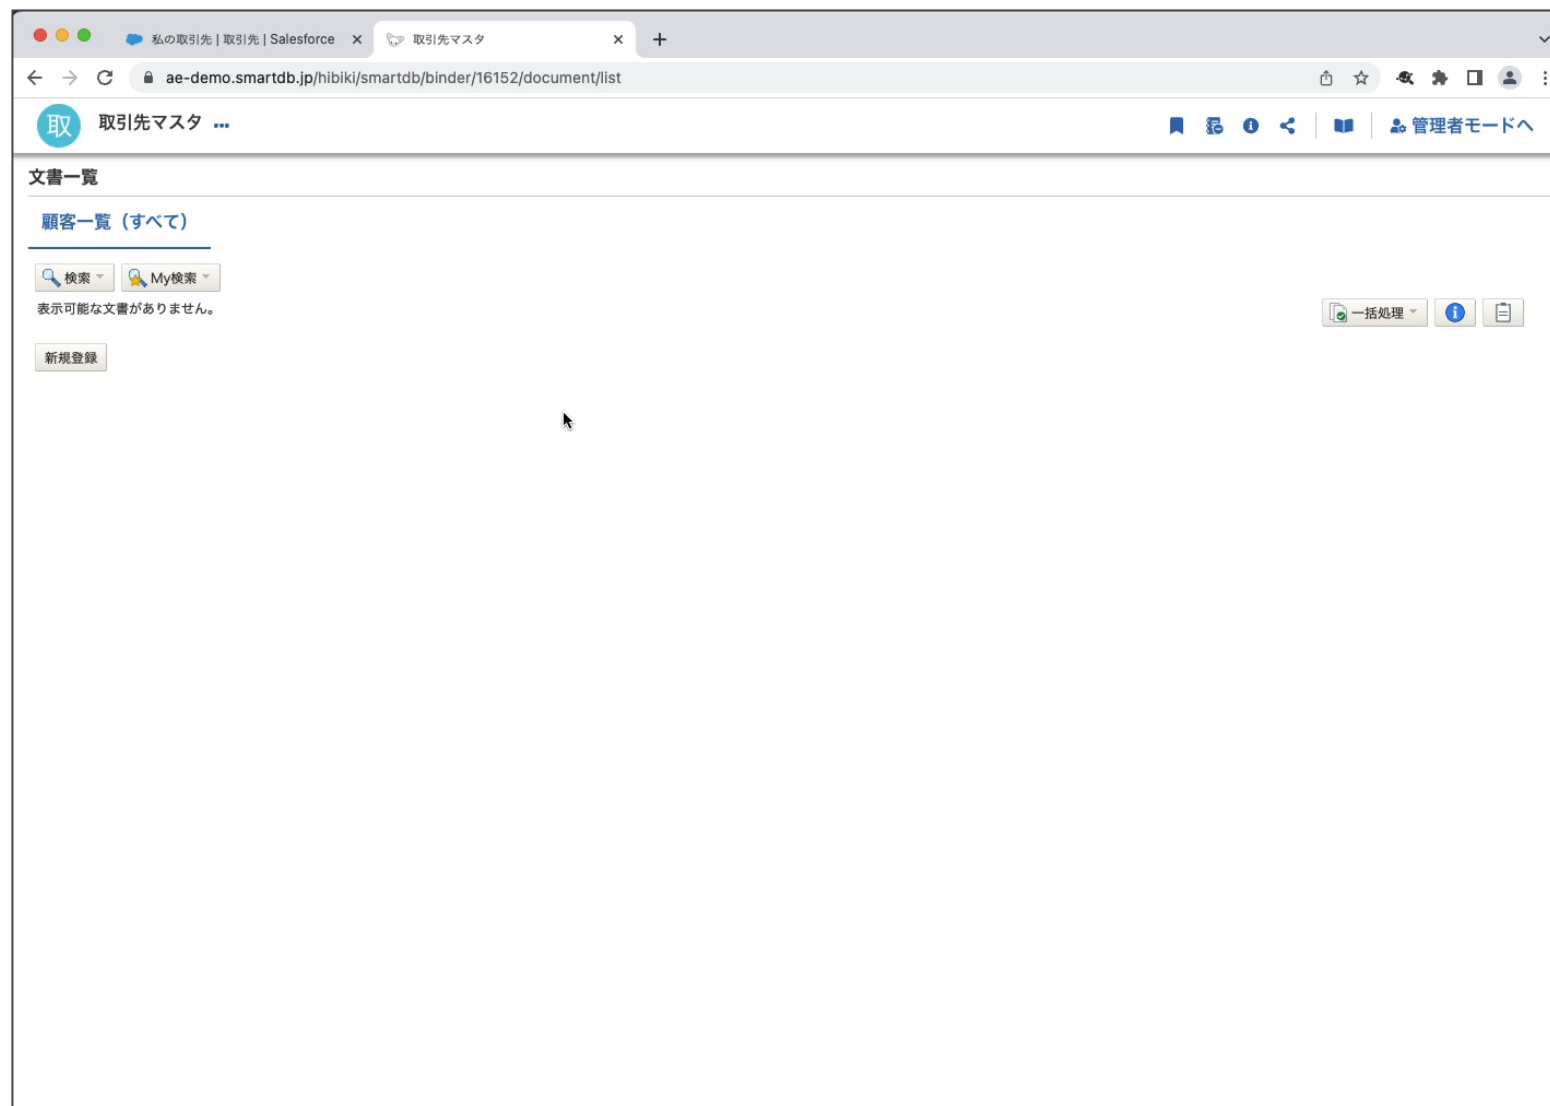 私の取引先 | 取引先 | Salesforce
取引先マスタ
ae-demo.smartdb.jp/hibiki/smartdb/binder/16152/document/list
取 取引先マスタ
管理者モードへ
文書一覧
顧客一覧（すべて）
検索 My検索
表示可能な文書がありません。
一括処理
新規登録